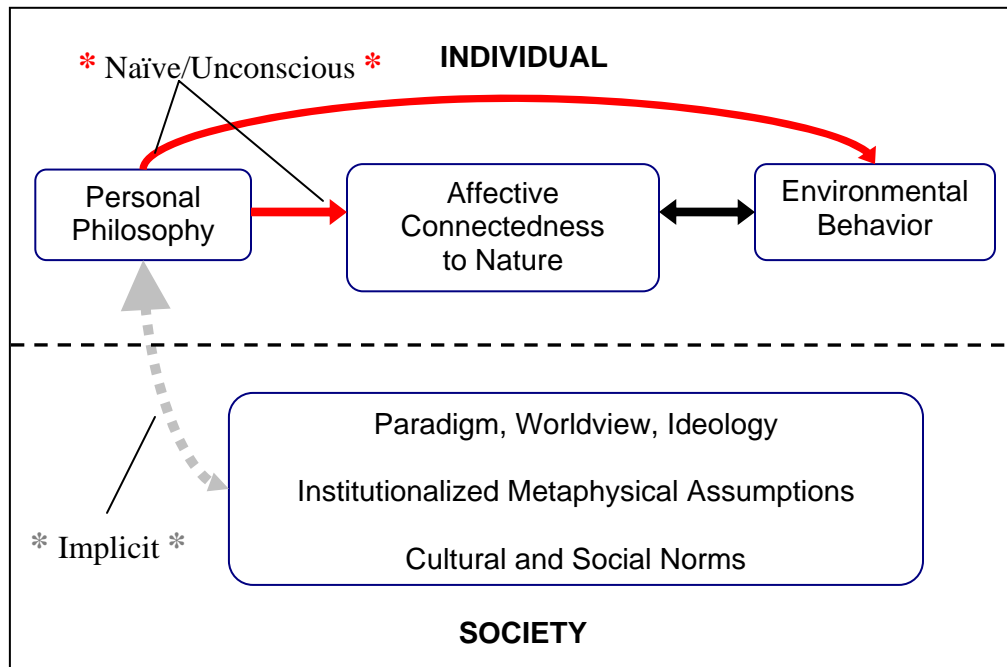 INDIVIDUAL
* Naïve/Unconscious *
Personal
Philosophy
Affective
Connectedness
to Nature
Environmental
Behavior
Paradigm, Worldview, Ideology
Institutionalized Metaphysical Assumptions
Cultural and Social Norms
* Implicit *
SOCIETY